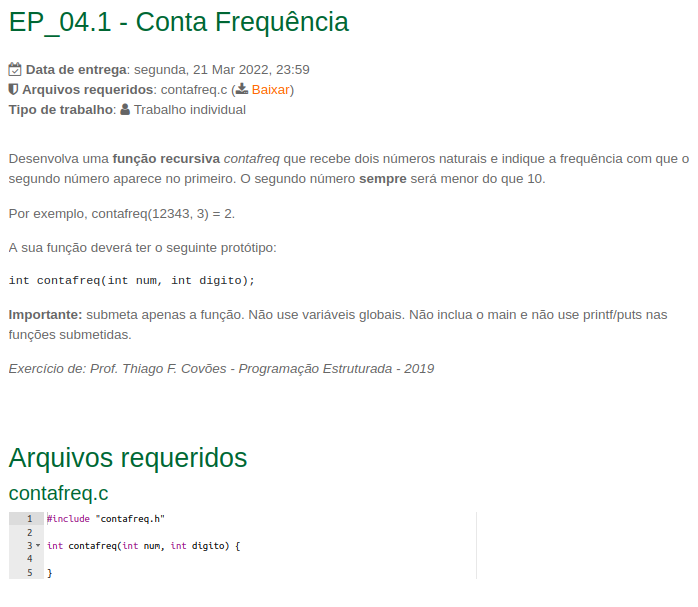 EP_04.1 - Conta Frequência
Data de entrega: segunda, 21 Mar 2022, 23:59
Arquivos requeridos: contafreq.c (Baixar)
Tipo de trabalho: Trabalho individual
Desenvolva uma função recursiva contafreq que recebe dois números naturais e indique a frequência com que o
segundo número aparece no primeiro. O segundo número sempre será menor do que 10.
Por exemplo, contafreq(12343, 3) = 2.
A sua função deverá ter o seguinte protótipo:
int contafreq(int num, int digito);
Importante: submeta apenas a função. Não use variáveis globais. Não inclua o main e não use printf/puts nas
funções submetidas.
Exercício de: Prof. Thiago F. Covões - Programação Estruturada - 2019
Arquivos requeridos
contafreq.c
1 #include "contafreq.h"
2
3 int contafreq(int num, int digito) {
4
5 }